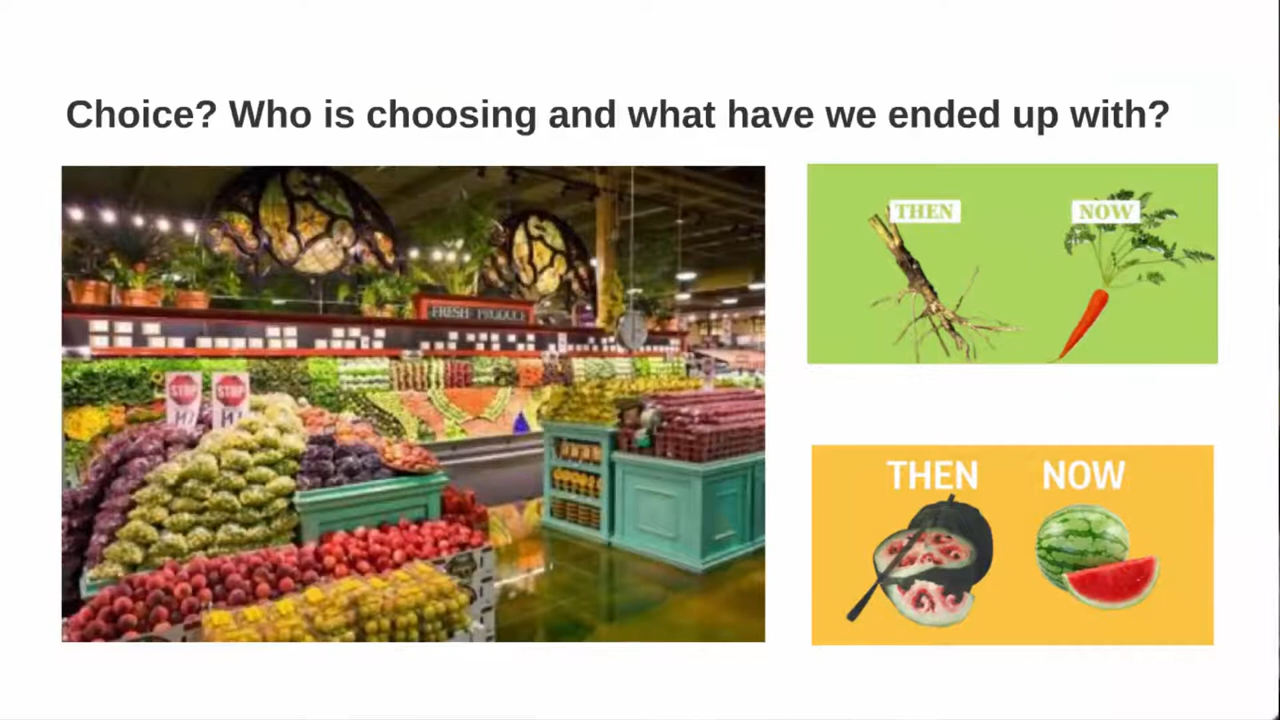 Choice? Who is choosing and what have we ended up with?
FRESH PRODUCE
STOP
STOP
THEN
NOW
THEN
NOW